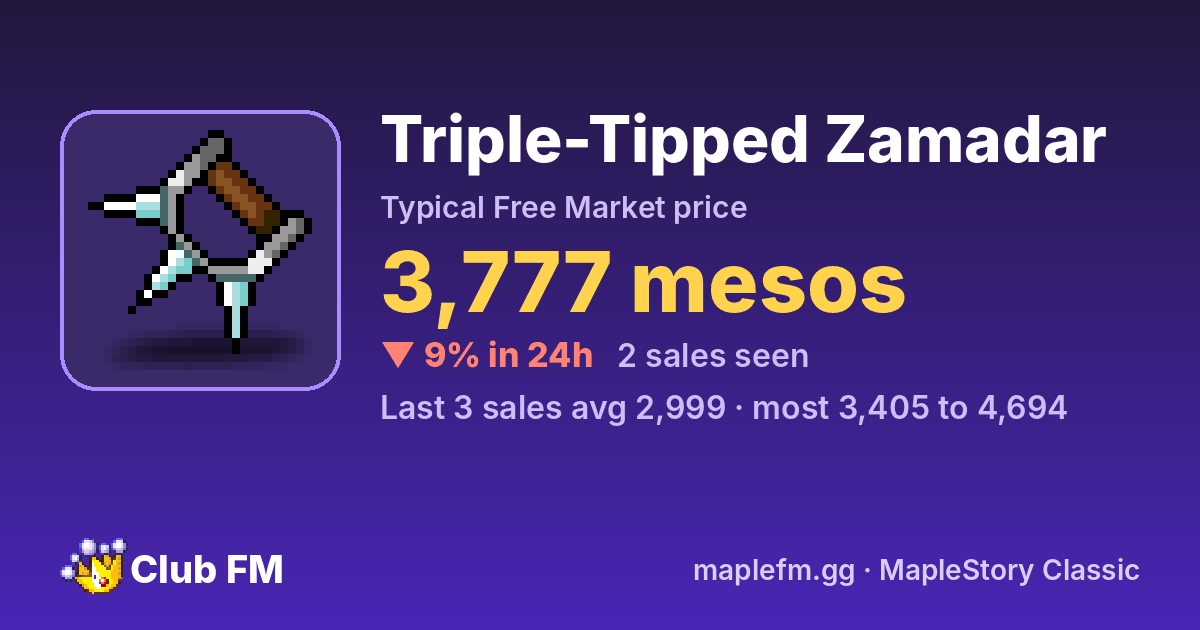 Triple-Tipped Zamadar
Typical Free Market price
3,777 mesos
▼ 9% in 24h 2 sales seen
Last 3 sales avg 2,999 · most 3,405 to 4,694
Club FM
maplefm.gg · MapleStory Classic